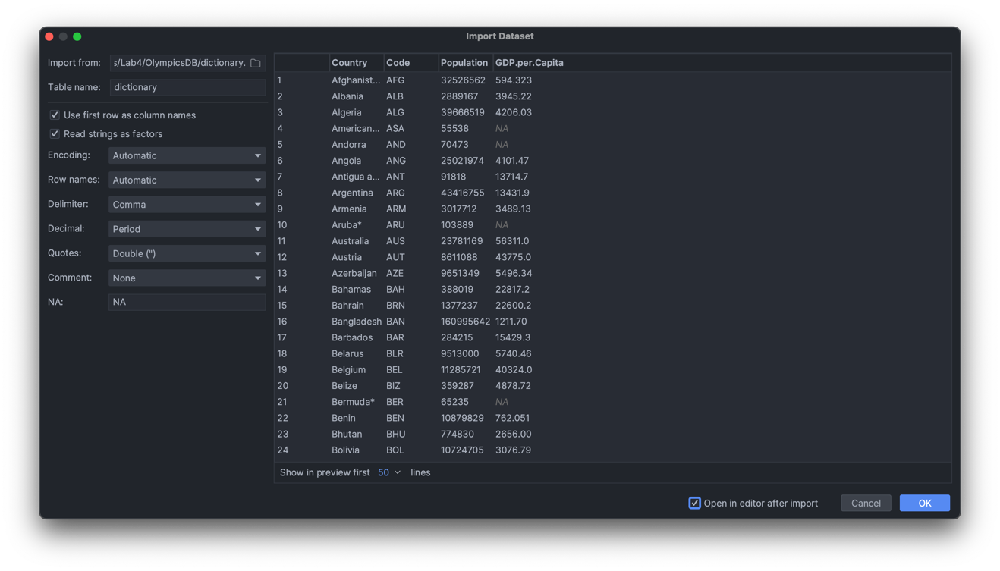 Import Dataset
Import from: s/Lab4/OlympicsDB/dictionary.
Table name: dictionary
Use first row as column names
Read strings as factors
Encoding: Automatic
Row names: Automatic
Delimiter: Comma
Decimal: Period
Quotes: Double (")
Comment: None
NA: NA
Country Code Population GDP.per.Capita
1 Afghanist... AFG 32526562 594.323
2 Albania ALB 2889167 3945.22
3 Algeria ALG 39666519 4206.03
4 American... ASA 55538 NA
5 Andorra AND 70473 NA
6 Angola ANG 25021974 4101.47
7 Antigua a... ANT 91818 13714.7
8 Argentina ARG 43416755 13431.9
9 Armenia ARM 3017712 3489.13
10 Aruba* ARU 103889 NA
11 Australia AUS 23781169 56311.0
12 Austria AUT 8611088 43775.0
13 Azerbaijan AZE 9651349 5496.34
14 Bahamas BAH 388019 22817.2
15 Bahrain BRN 1377237 22600.2
16 Bangladesh BAN 160995642 1211.70
17 Barbados BAR 284215 15429.3
18 Belarus BLR 9513000 5740.46
19 Belgium BEL 11285721 40324.0
20 Belize BIZ 359287 4878.72
21 Bermuda* BER 65235 NA
22 Benin BEN 10879829 762.051
23 Bhutan BHU 774830 2656.00
24 Bolivia BOL 10724705 3076.79
Show in preview first 50 lines
Open in editor after import Cancel OK